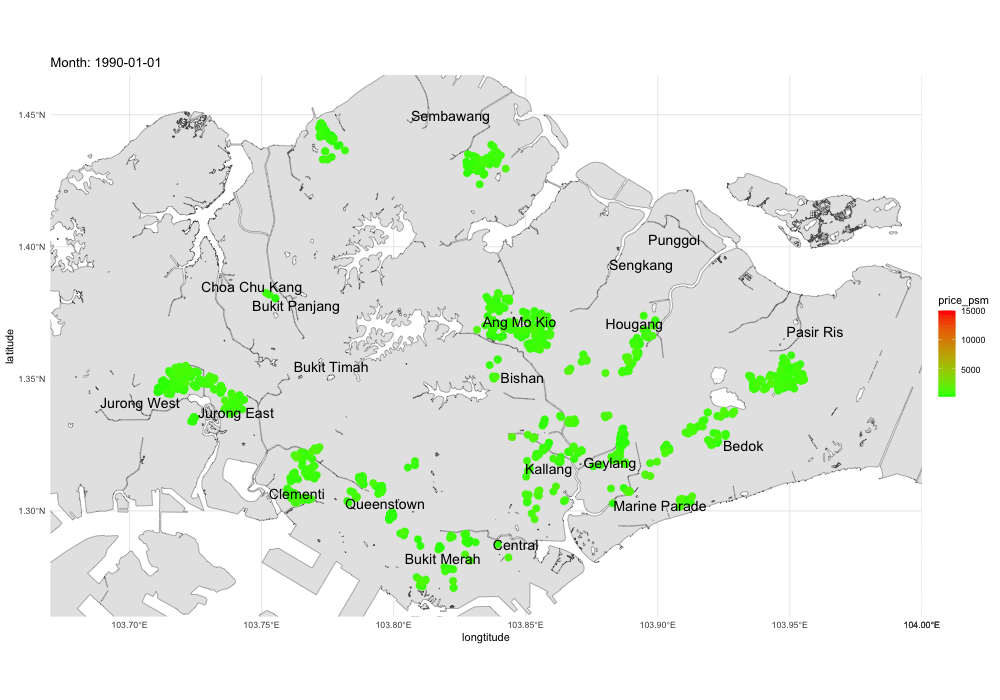 Month: 1990-01-01
1.45°N
Sembawang
Punggol
1.40°N
Sengkang
Choa Chu Kang
Bukit Panjang
price_psm
15000
Ang Mo Kio
Hougang
Pasir Ris
10000
latitude
Bukit Timah
5000
1.35°N
Bishan
Jurong West
Jurong East
Bedok
Kallang
Geylang
Clementi
Queenstown
Marine Parade
1.30°N
Central
Bukit Merah
103.70°E
103.75°E
103.80°E
103.85°E
103.90°E
103.95°E
104.00°E
longtitude